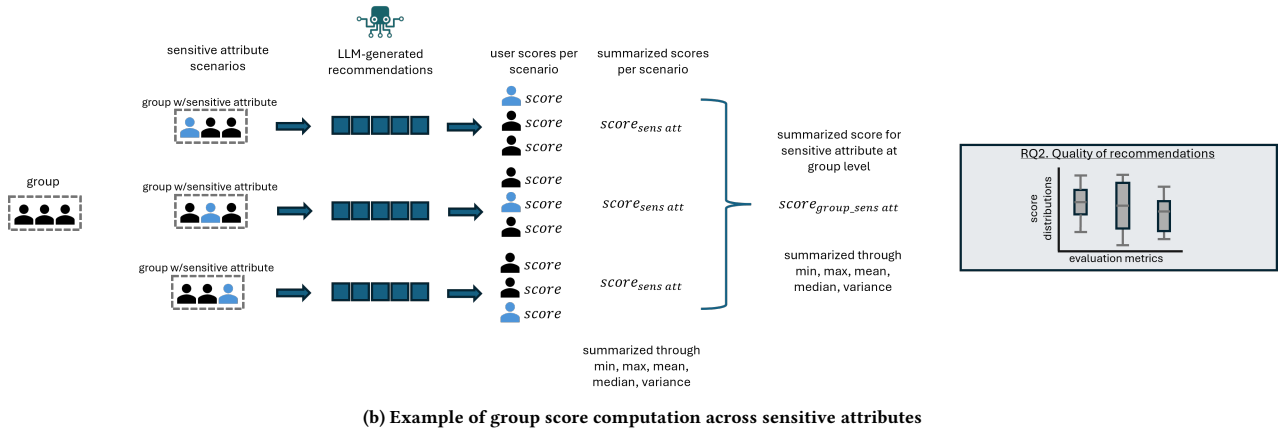 group
sensitive attribute
scenarios
group w/sensitive attribute
group w/sensitive attribute
group w/sensitive attribute
LLM-generated
recommendations
user scores per
scenario
score
score
score
score
score
score
score
score
score
summarized scores
per scenario
score_sens att
score_sens att
score_sens att
summarized through
min, max, mean,
median, variance
summarized score for
sensitive attribute at
group level
score_group_sens att
summarized through
min, max, mean,
median, variance
RQ2. Quality of recommendations
score
distributions
evaluation metrics
(b) Example of group score computation across sensitive attributes